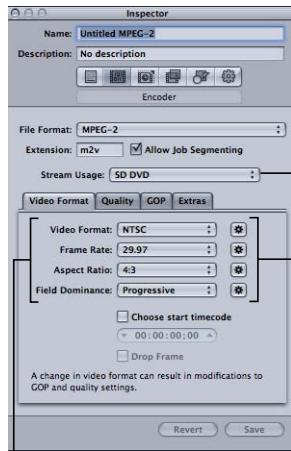 Inspector
Name: Untitled MPEG-2
Description: No description
Encoder
File Format: MPEG-2
Extension: m2v Allow Job Segmenting
Stream Usage: SD DVD
Video Format Quality GOP Extras
Video Format: NTSC
Frame Rate: 29.97
Aspect Ratio: 4:3
Field Dominance: Progressive
Choose start timecode
00:00:00;00
Drop Frame
A change in video format can result in modifications to
GOP and quality settings.
Revert Save